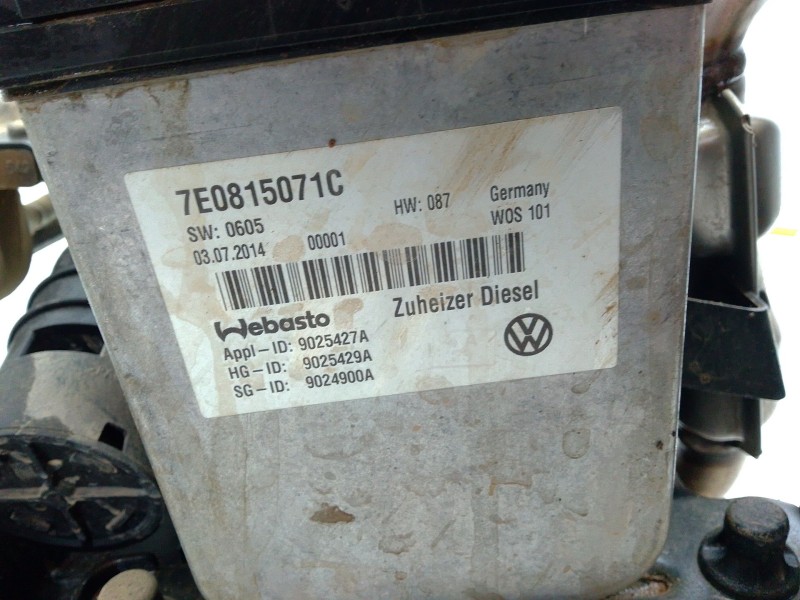 7E0815071C
SW: 0605 HW: 087 Germany
03.07.2014 00001 WOS 101
Webasto Zuheizer Diesel
Appl-ID: 9025427A
HG-ID: 9025429A
SG-ID: 9024900A